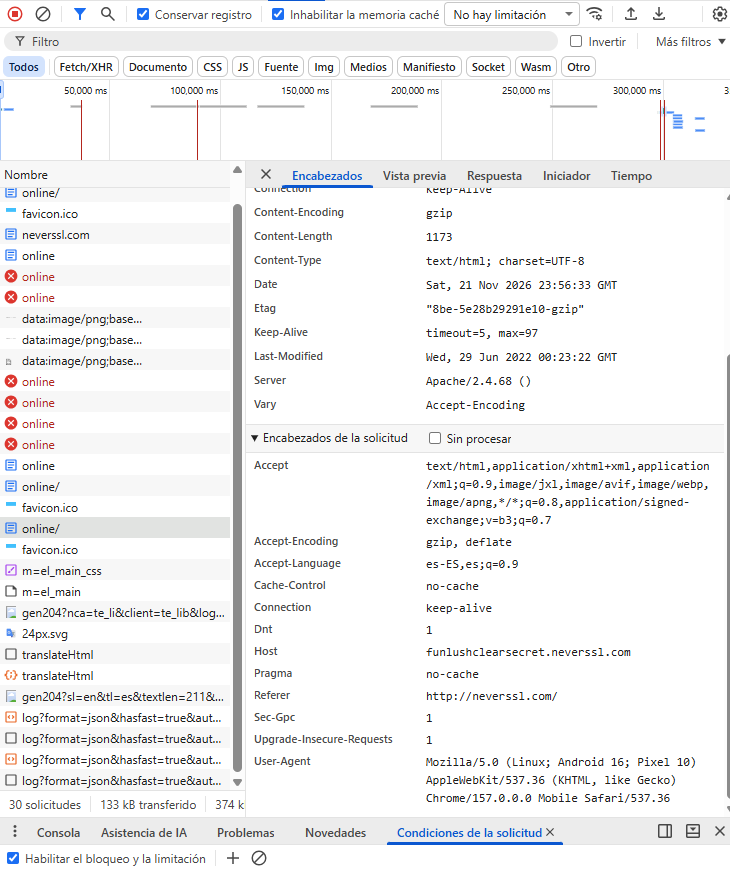 Conservar registro
Inhabilitar la memoria caché
No hay limitación
Filtro
Invertir
Más filtros
Todos
Fetch/XHR
Documento
CSS
JS
Fuente
Img
Medios
Manifiesto
Socket
Wasm
Otro
50,000 ms
100,000 ms
150,000 ms
200,000 ms
250,000 ms
300,000 ms
3
Nombre
online/
favicon.ico
neverssl.com
online
online
online
data:image/png;base...
data:image/png;base...
data:image/png;base...
online
online
online
online
online
online/
favicon.ico
online/
favicon.ico
m=el_main_css
m=el_main
gen204?nca=te_li&client=te_lib&log...
24px.svg
translateHtml
translateHtml
gen204?sl=en&tl=es&textlen=211&...
log?format=json&hasfast=true&aut...
log?format=json&hasfast=true&aut...
log?format=json&hasfast=true&aut...
log?format=json&hasfast=true&aut...
30 solicitudes
133 kB transferido
374 k
Encabezados
Vista previa
Respuesta
Iniciador
Tiempo
Connection Keep-Alive
Content-Encoding gzip
Content-Length 1173
Content-Type text/html; charset=UTF-8
Date Sat, 21 Nov 2026 23:56:33 GMT
Etag "8be-5e28b29291e10-gzip"
Keep-Alive timeout=5, max=97
Last-Modified Wed, 29 Jun 2022 00:23:22 GMT
Server Apache/2.4.68 ()
Vary Accept-Encoding
Encabezados de la solicitud
Sin procesar
Accept text/html,application/xhtml+xml,application
/xml;q=0.9,image/jxl,image/avif,image/webp,
image/apng,*/*;q=0.8,application/signed-
exchange;v=b3;q=0.7
Accept-Encoding gzip, deflate
Accept-Language es-ES,es;q=0.9
Cache-Control no-cache
Connection keep-alive
Dnt 1
Host funlushclearsecret.neverssl.com
Pragma no-cache
Referer http://neverssl.com/
Sec-Gpc 1
Upgrade-Insecure-Requests 1
User-Agent Mozilla/5.0 (Linux; Android 16; Pixel 10)
AppleWebKit/537.36 (KHTML, like Gecko)
Chrome/157.0.0.0 Mobile Safari/537.36
Consola
Asistencia de IA
Problemas
Novedades
Condiciones de la solicitud
Habilitar el bloqueo y la limitación